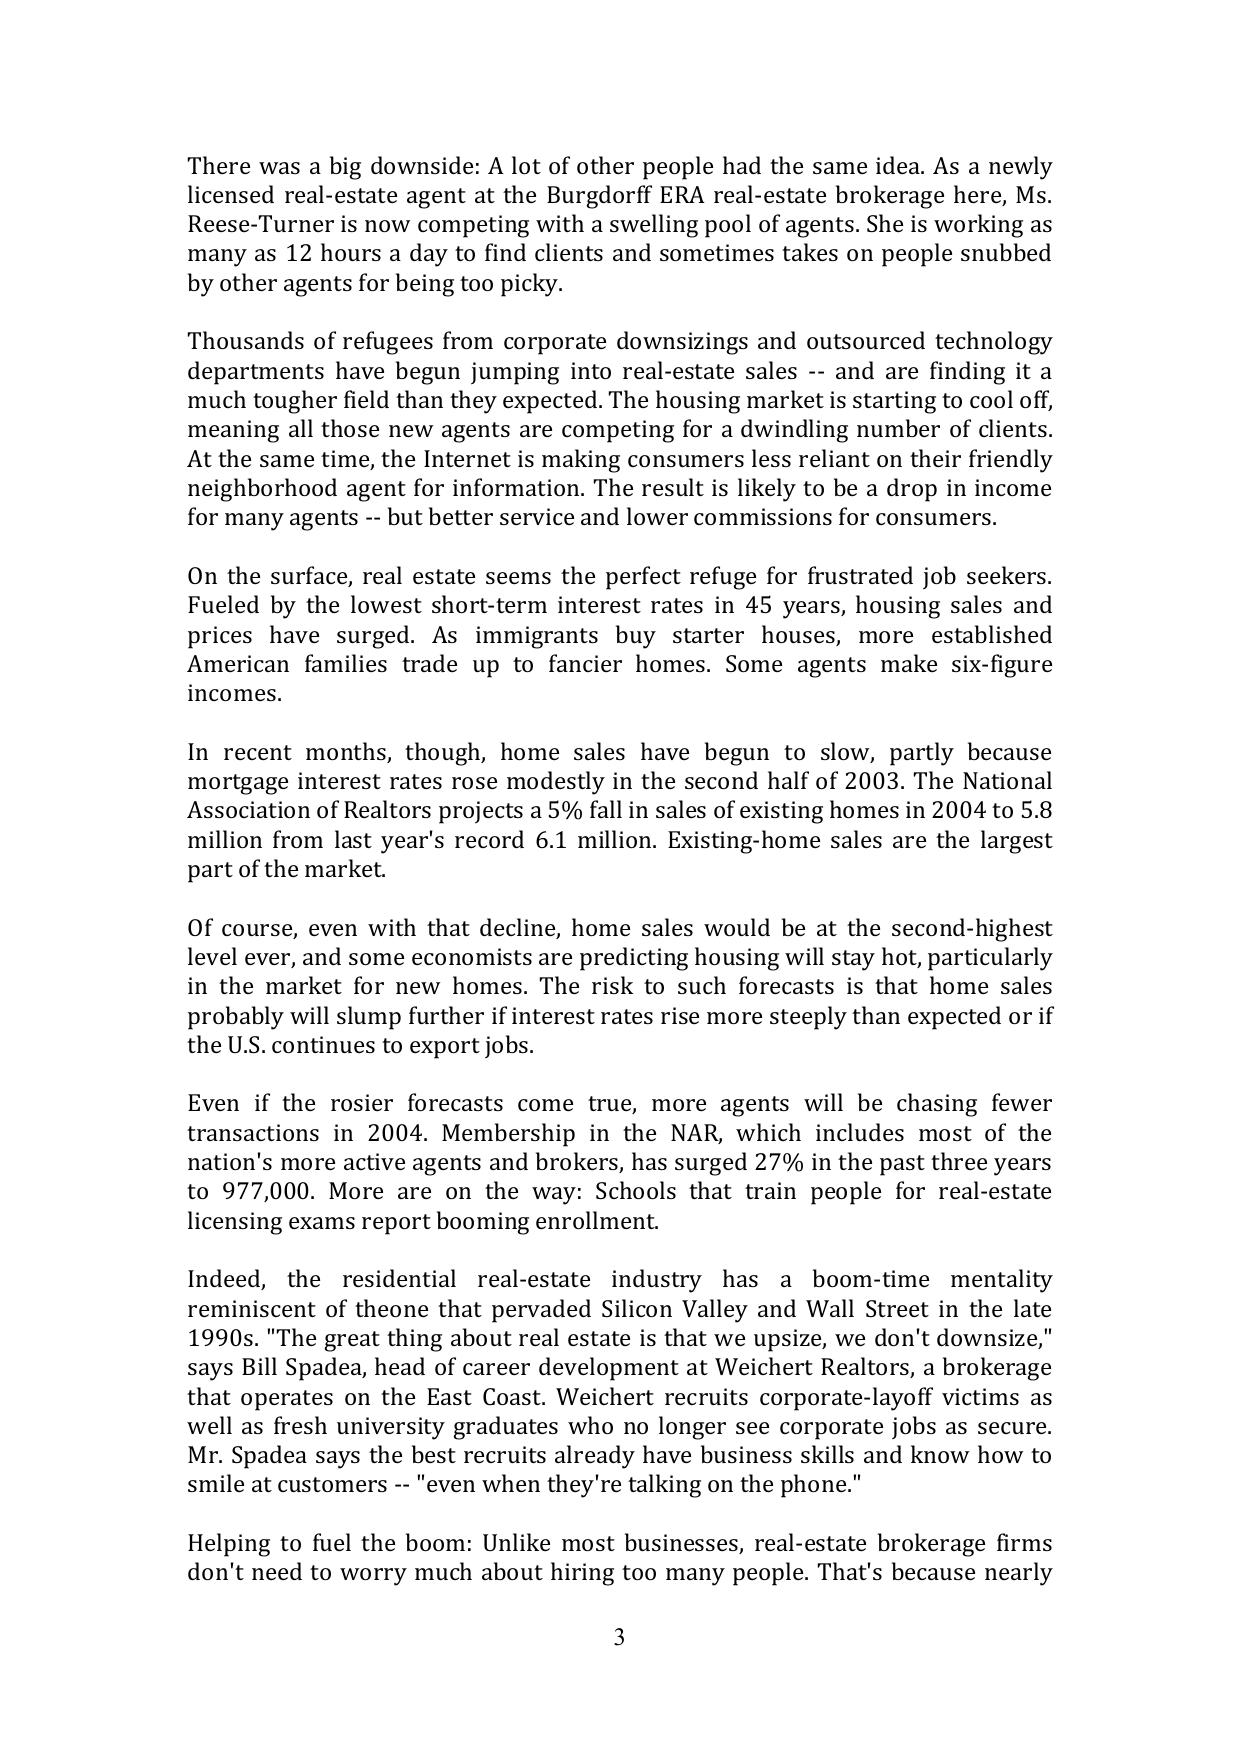 There was a big downside: A lot of other people had the same idea. As a newly
licensed real-estate agent at the Burgdorff ERA real-estate brokerage here, Ms.
Reese-Turner is now competing with a swelling pool of agents. She is working as
many as 12 hours a day to find clients and sometimes takes on people snubbed
by other agents for being too picky.
Thousands of refugees from corporate downsizings and outsourced technology
departments have begun jumping into real-estate sales -- and are finding it a
much tougher field than they expected. The housing market is starting to cool off,
meaning all those new agents are competing for a dwindling number of clients.
At the same time, the Internet is making consumers less reliant on their friendly
neighborhood agent for information. The result is likely to be a drop in income
for many agents -- but better service and lower commissions for consumers.
On the surface, real estate seems the perfect refuge for frustrated job seekers.
Fueled by the lowest short-term interest rates in 45 years, housing sales and
prices have surged. As immigrants buy starter houses, more established
American families trade up to fancier homes. Some agents make six-figure
incomes.
In recent months, though, home sales have begun to slow, partly because
mortgage interest rates rose modestly in the second half of 2003. The National
Association of Realtors projects a 5% fall in sales of existing homes in 2004 to 5.8
million from last year's record 6.1 million. Existing-home sales are the largest
part of the market.
Of course, even with that decline, home sales would be at the second-highest
level ever, and some economists are predicting housing will stay hot, particularly
in the market for new homes. The risk to such forecasts is that home sales
probably will slump further if interest rates rise more steeply than expected or if
the U.S. continues to export jobs.
Even if the rosier forecasts come true, more agents will be chasing fewer
transactions in 2004. Membership in the NAR, which includes most of the
nation's more active agents and brokers, has surged 27% in the past three years
to 977,000. More are on the way: Schools that train people for real-estate
licensing exams report booming enrollment.
Indeed, the residential real-estate industry has a boom-time mentality
reminiscent of theone that pervaded Silicon Valley and Wall Street in the late
1990s. "The great thing about real estate is that we upsize, we don't downsize,"
says Bill Spadea, head of career development at Weichert Realtors, a brokerage
that operates on the East Coast. Weichert recruits corporate-layoff victims as
well as fresh university graduates who no longer see corporate jobs as secure.
Mr. Spadea says the best recruits already have business skills and know how to
smile at customers -- "even when they're talking on the phone."
Helping to fuel the boom: Unlike most businesses, real-estate brokerage firms
don't need to worry much about hiring too many people. That's because nearly
3